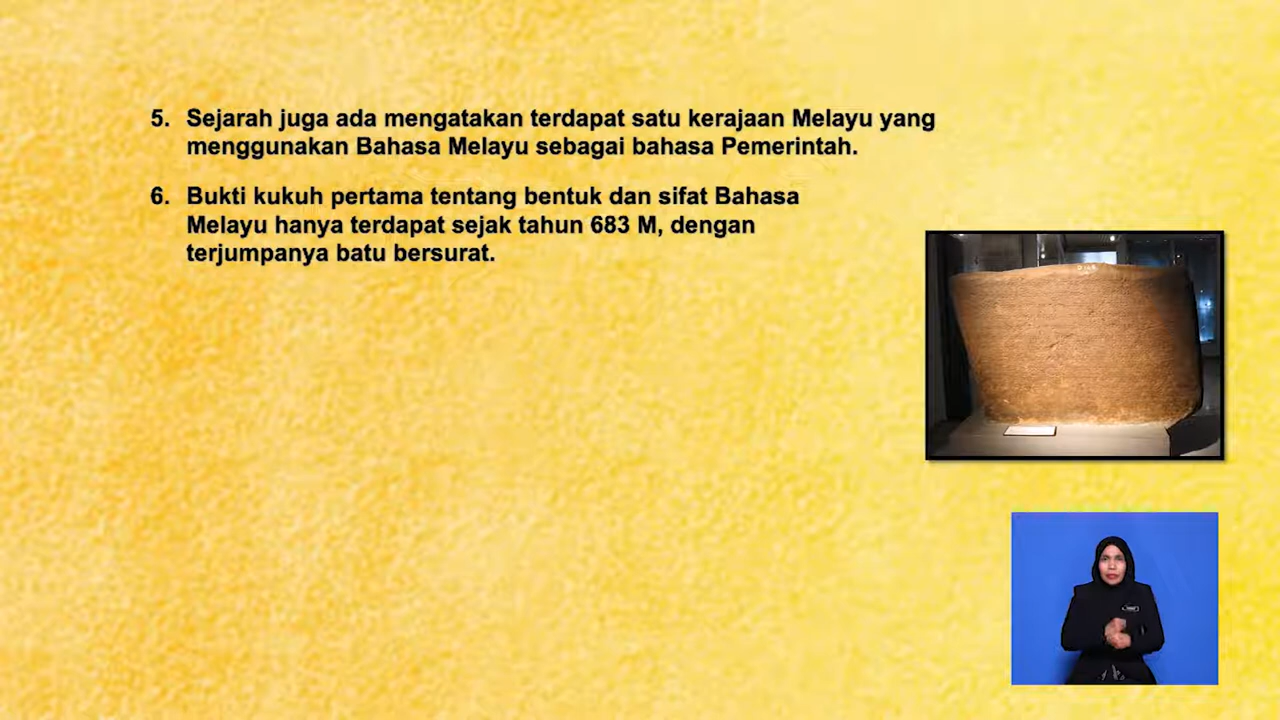 5. Sejarah juga ada mengatakan terdapat satu kerajaan Melayu yang
menggunakan Bahasa Melayu sebagai bahasa Pemerintah.
6. Bukti kukuh pertama tentang bentuk dan sifat Bahasa
Melayu hanya terdapat sejak tahun 683 M, dengan
terjumpanya batu bersurat.